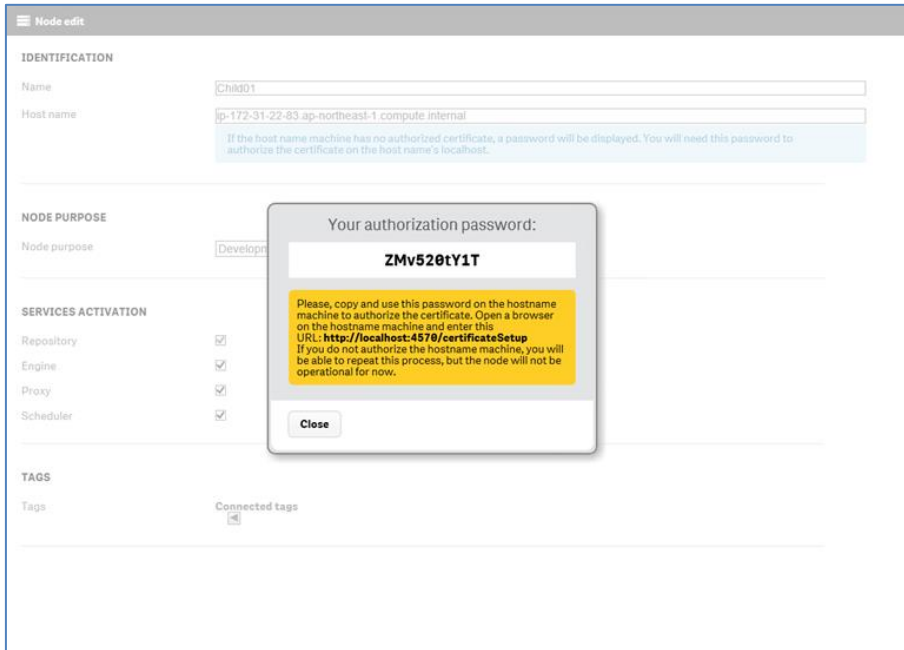 Node edit
IDENTIFICATION
Name
Child01
Host name
ip-172-31-22-83.ap-northeast-1.compute.internal
If the host name machine has no authorized certificate, a password will be displayed. You will need this password to
authorize the certificate on the host name's localhost.
NODE PURPOSE
Node purpose
Developm
Your authorization password:
ZMv520tY1T
Please, copy and use this password on the hostname
machine to authorize the certificate. Open a browser
on the hostname machine and enter this
URL: http://localhost:4570/certificateSetup
If you do not authorize the hostname machine, you will
be able to repeat this process, but the node will not be
operational for now.
Close
SERVICES ACTIVATION
Repository
Engine
Proxy
Scheduler
TAGS
Tags
Connected tags